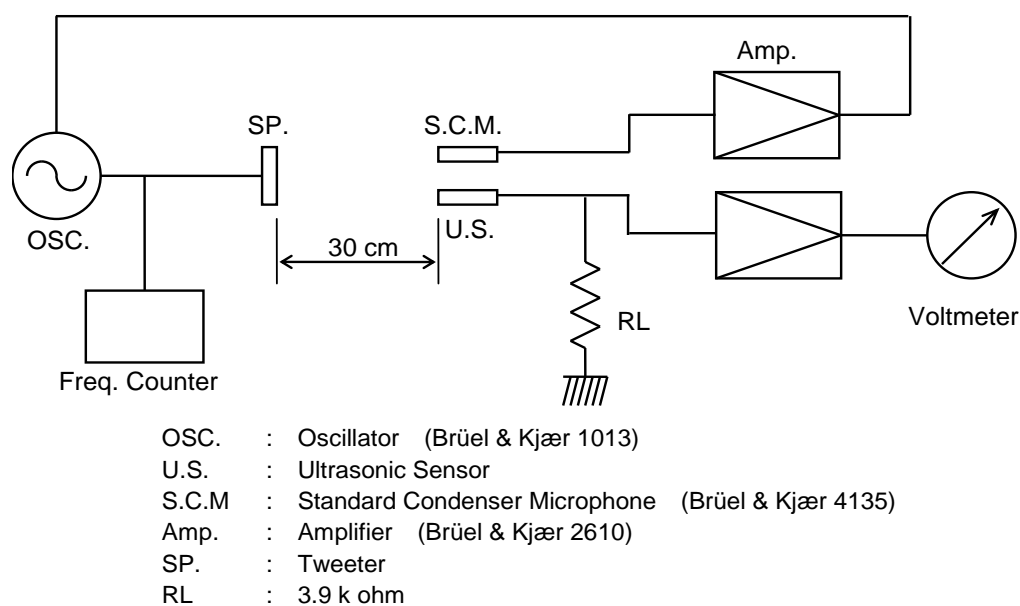 Amp.
SP.
S.C.M.
OSC.
U.S.
30 cm
RL
Voltmeter
Freq. Counter
OSC. : Oscillator (Brüel & Kjær 1013)
U.S. : Ultrasonic Sensor
S.C.M : Standard Condenser Microphone (Brüel & Kjær 4135)
Amp. : Amplifier (Brüel & Kjær 2610)
SP. : Tweeter
RL : 3.9 k ohm